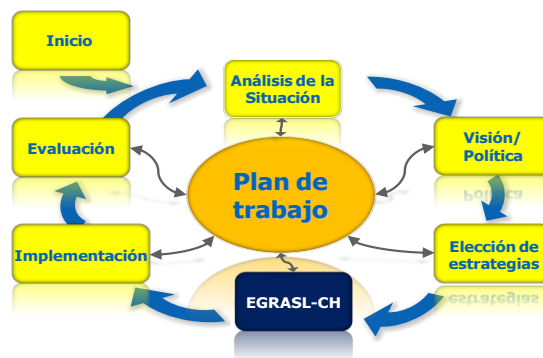 Inicio
Análisis de la
Situación
Visión/
Política
Elección de
estrategias
EGRASL-CH
Implementación
Evaluación
Plan de
trabajo